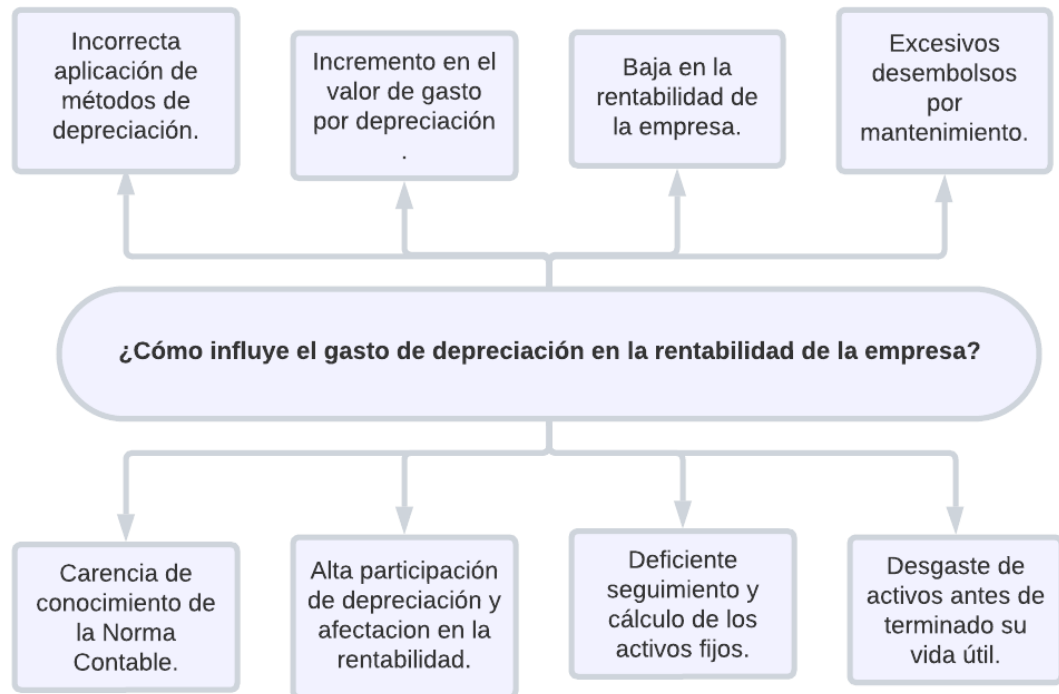 Incorrecta
aplicación de
métodos de
depreciación.
Incremento en el
valor de gasto
por depreciación
.
Baja en la
rentabilidad de
la empresa.
Excesivos
desembolsos
por
mantenimiento.
¿Cómo influye el gasto de depreciación en la rentabilidad de la empresa?
Carencia de
conocimiento de
la Norma
Contable.
Alta participación
de depreciación y
afectacion en la
rentabilidad.
Deficiente
seguimiento y
cálculo de los
activos fijos.
Desgaste de
activos antes de
terminado su
vida útil.